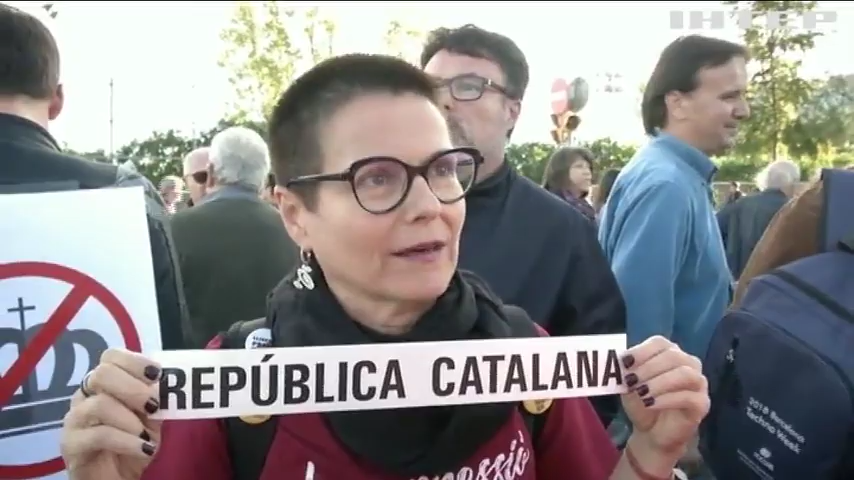 ІНТЕР
REPÚBLICA CATALANA
2018 Barcelona
Techno Week